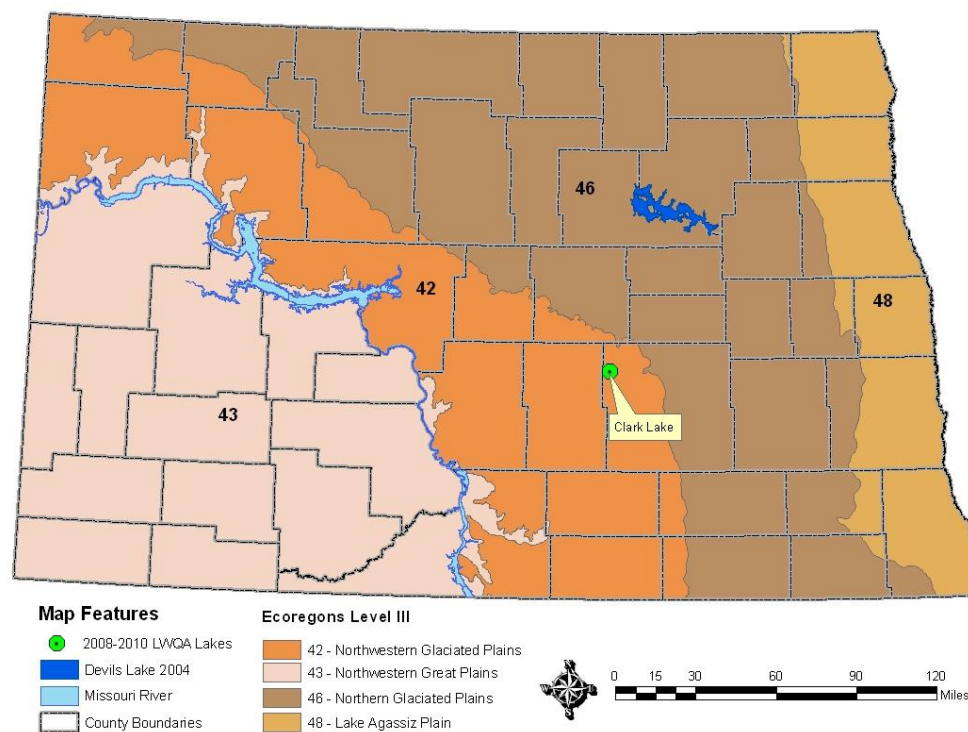 46
42
48
43
Clark Lake
Map Features
2008-2010 LWQA Lakes
Devils Lake 2004
Missouri River
County Boundaries
Ecoregons Level III
42 - Northwestern Glaciated Plains
43 - Northwestern Great Plains
46 - Northern Glaciated Plains
48 - Lake Agassiz Plain
N
W E
S
0 15 30 60 90 120
Miles